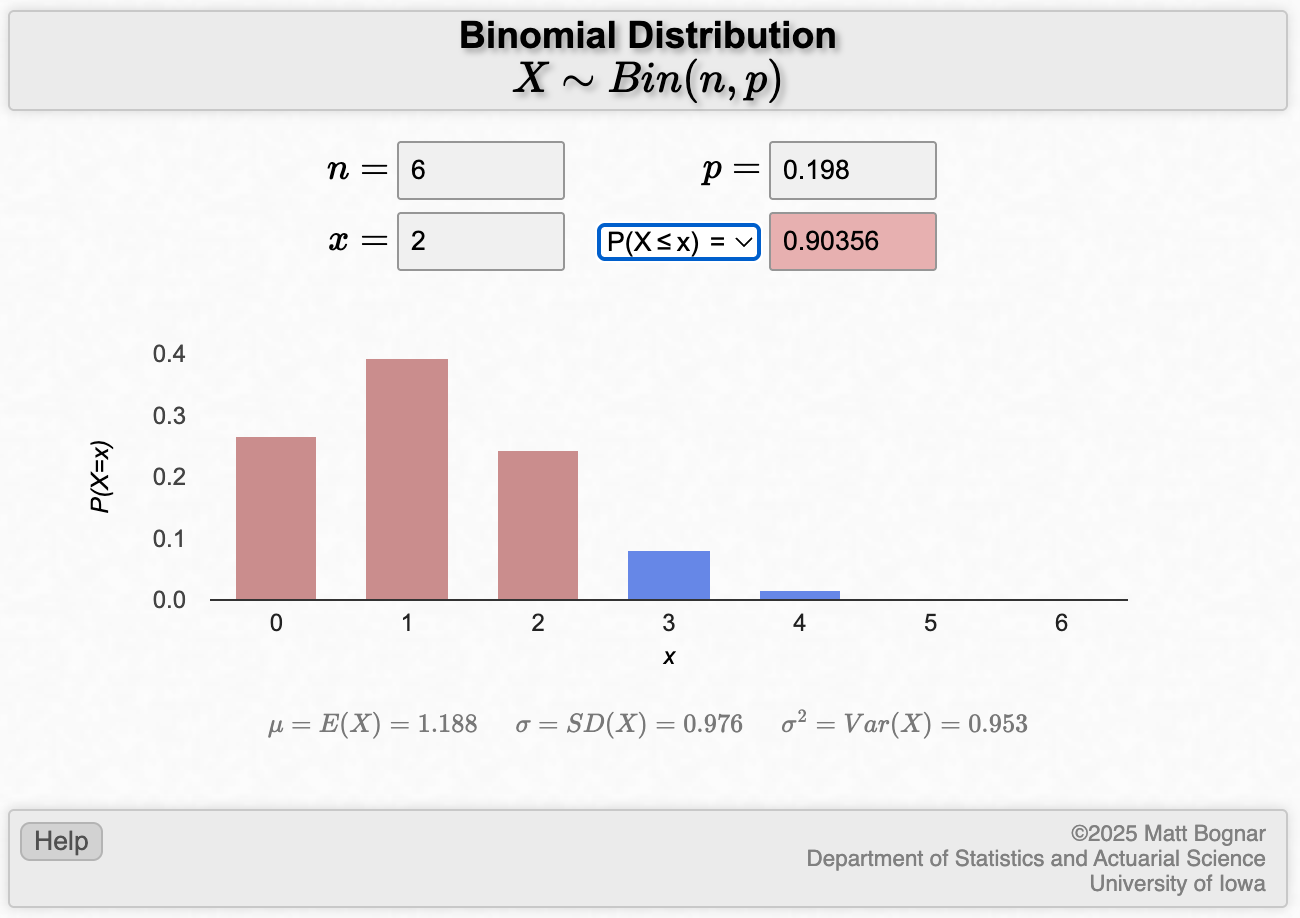 Binomial Distribution
X ∼ Bin(n, p)
n = 6 p = 0.198
x = 2 P(X ≤ x) = 0.90356
0.4
0.3
0.2
0.1
0.0
P(X=x)
0 1 2 3 4 5 6
x
μ = E(X) = 1.188 σ = SD(X) = 0.976 σ² = Var(X) = 0.953
Help
©2025 Matt Bognar
Department of Statistics and Actuarial Science
University of Iowa